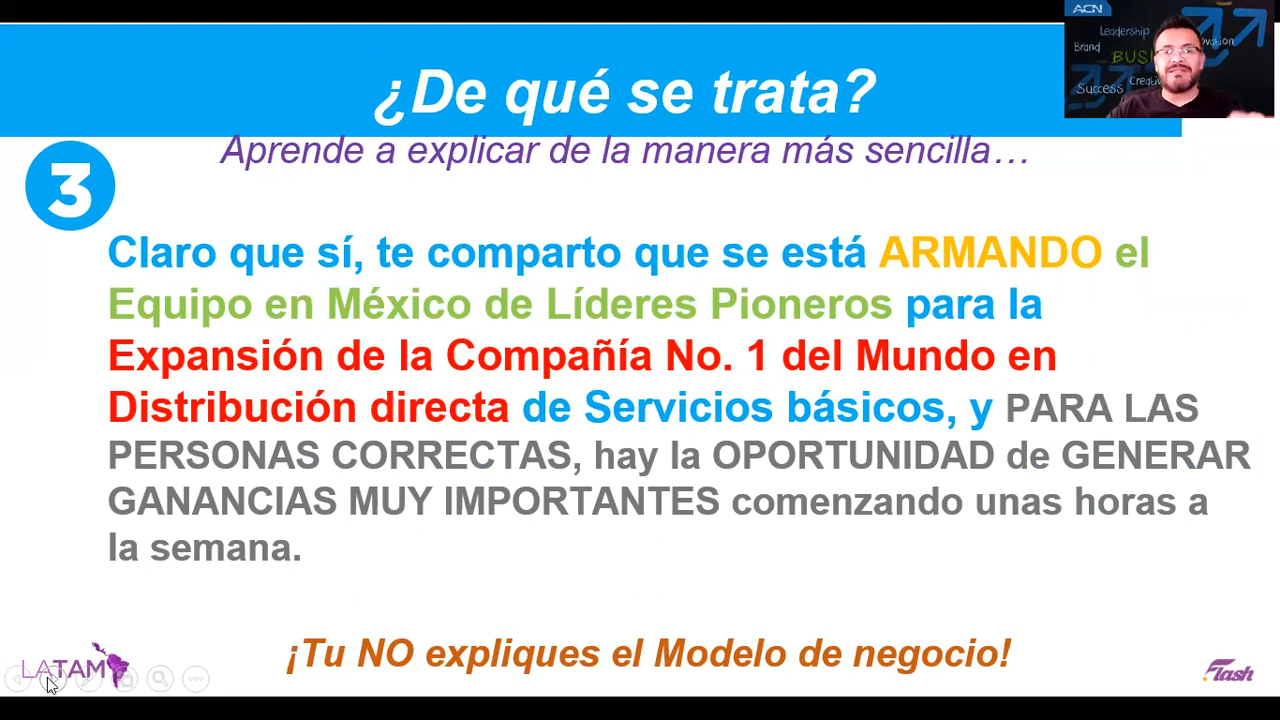 ¿De qué se trata?
Aprende a explicar de la manera más sencilla…
3
Claro que sí, te comparto que se está ARMANDO el
Equipo en México de Líderes Pioneros para la
Expansión de la Compañía No. 1 del Mundo en
Distribución directa de Servicios básicos, y PARA LAS
PERSONAS CORRECTAS, hay la OPORTUNIDAD de GENERAR
GANANCIAS MUY IMPORTANTES comenzando unas horas a
la semana.
¡Tu NO expliques el Modelo de negocio!
LATAM
Flash
ACN
Leadership
Brand
Success